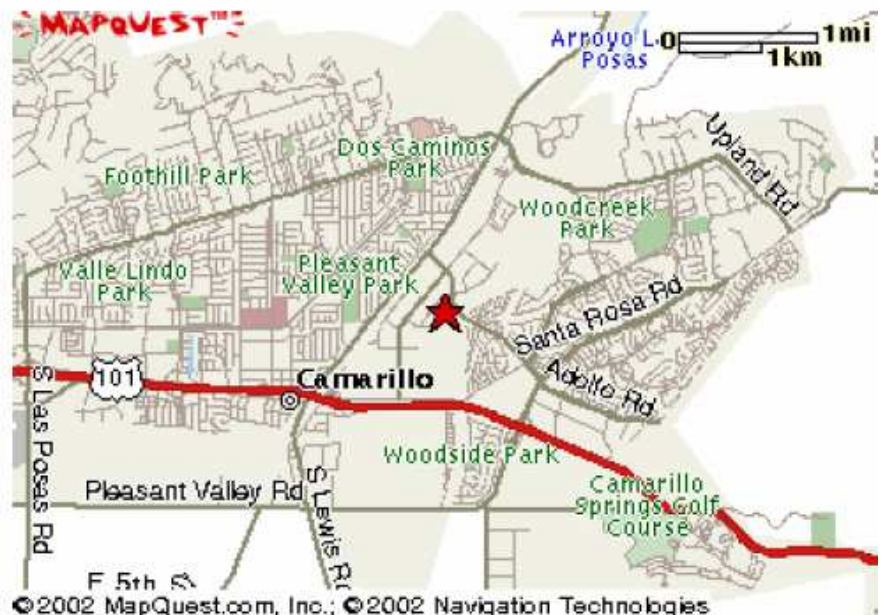 MAPQUEST™
Arroyo L
Posas
0
1mi
1km
Dos Caminos
Park
Foothill Park
Upland Rd
Woodcreek
Park
Valle Lindo
Park
Pleasant
Valley Park
Santa Rosa Rd
101
Camarillo
Adolfo Rd
S Las Posas Rd
Woodside Park
Pleasant Valley Rd
S Lewis Rd
Camarillo
Springs Golf
Course
E 5th St
©2002 MapQuest.com, Inc.; ©2002 Navigation Technologies